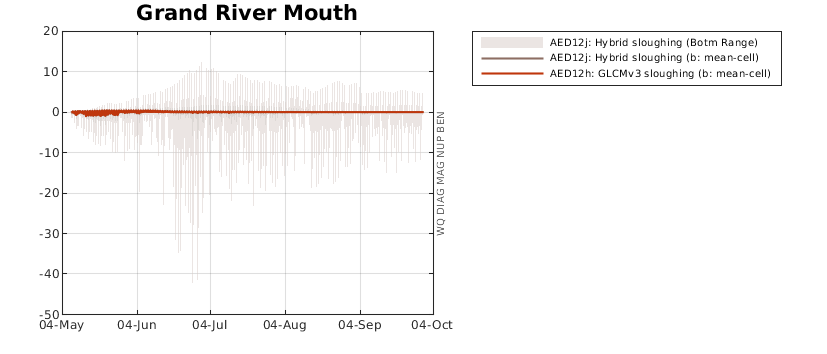 Grand River Mouth
20
10
0
-10
-20
-30
-40
-50
04-May
04-Jun
04-Jul
04-Aug
04-Sep
04-Oct
WQ DIAG MAG NUP BEN
AED12j: Hybrid sloughing (Botm Range)
AED12j: Hybrid sloughing (b: mean-cell)
AED12h: GLCMv3 sloughing (b: mean-cell)